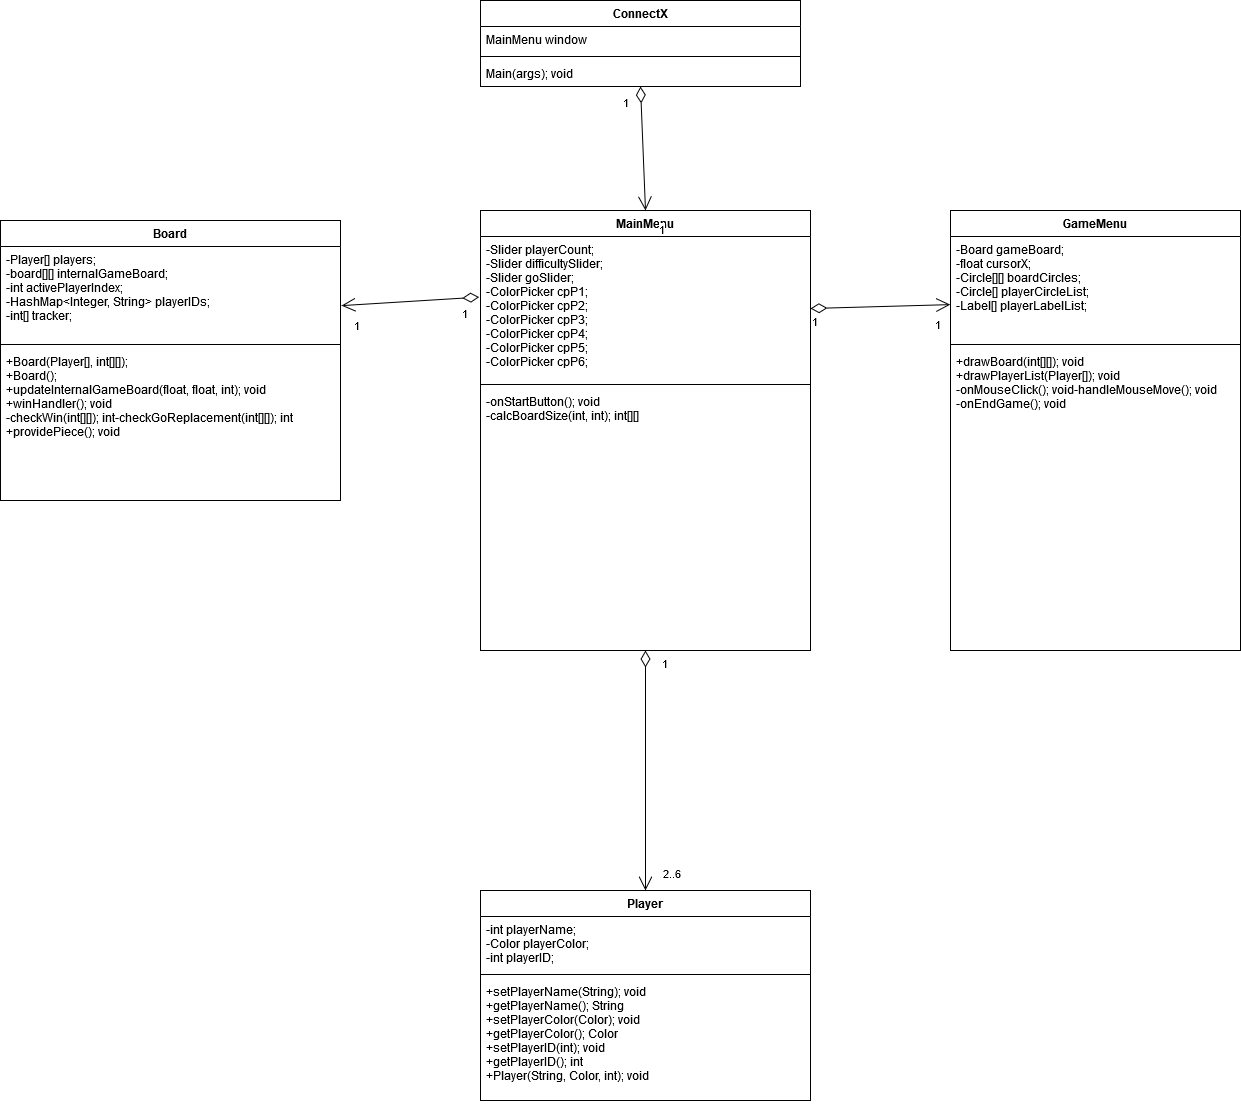 ConnectX
MainMenu window
Main(args); void
1
1
MainMenu
-Slider playerCount;
-Slider difficultySlider;
-Slider goSlider;
-ColorPicker cpP1;
-ColorPicker cpP2;
-ColorPicker cpP3;
-ColorPicker cpP4;
-ColorPicker cpP5;
-ColorPicker cpP6;
-onStartButton(); void
-calcBoardSize(int, int); int[][]
Board
-Player[] players;
-board[][] internalGameBoard;
-int activePlayerIndex;
-HashMap<Integer, String> playerIDs;
-int[] tracker;
+Board(Player[], int[][]);
+Board();
+updateInternalGameBoard(float, float, int); void
+winHandler(); void
-checkWin(int[][]); int-checkGoReplacement(int[][]); int
+providePiece(); void
1
1
GameMenu
-Board gameBoard;
-float cursorX;
-Circle[][] boardCircles;
-Circle[] playerCircleList;
-Label[] playerLabelList;
+drawBoard(int[][]); void
+drawPlayerList(Player[]); void
-onMouseClick(); void-handleMouseMove(); void
-onEndGame(); void
1
1
1
2..6
Player
-int playerName;
-Color playerColor;
-int playerID;
+setPlayerName(String); void
+getPlayerName(); String
+setPlayerColor(Color); void
+getPlayerColor(); Color
+setPlayerID(int); void
+getPlayerID(); int
+Player(String, Color, int); void